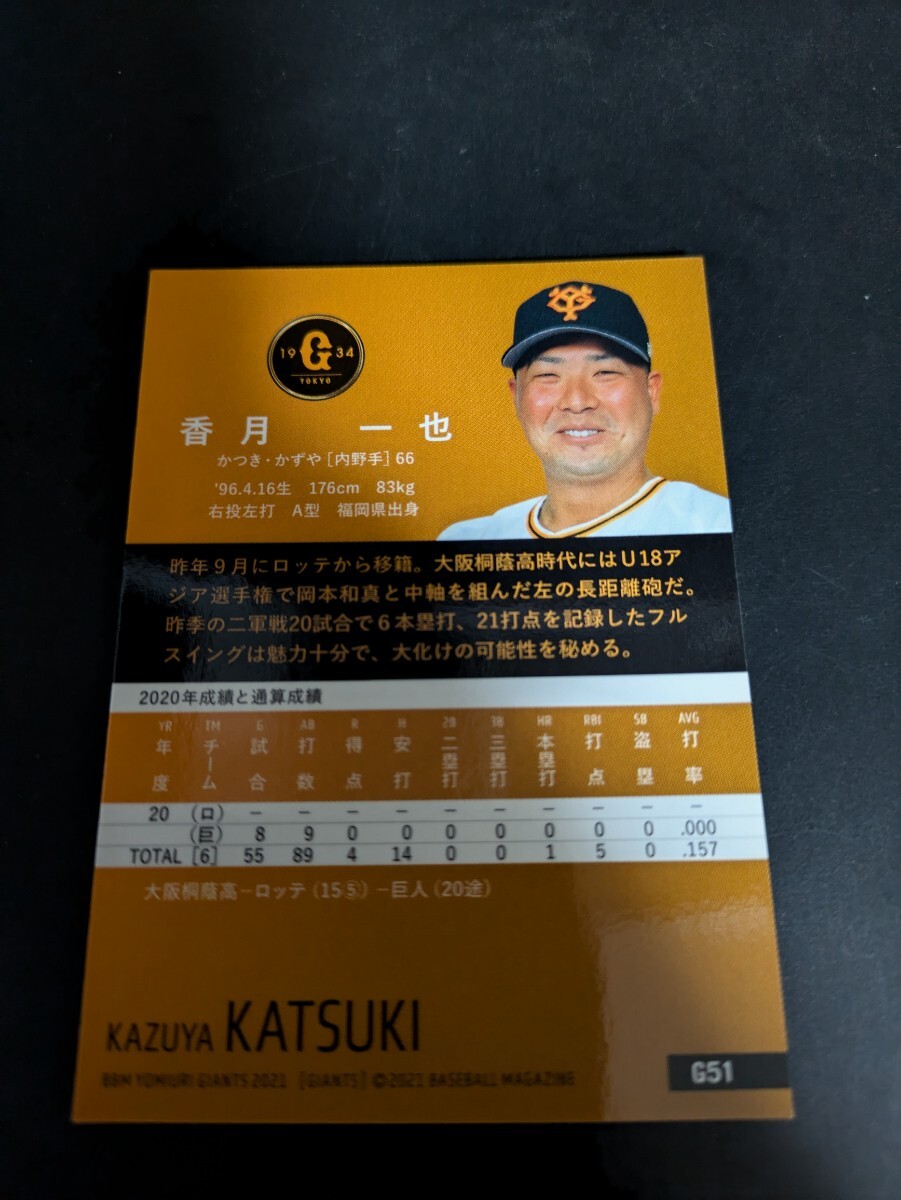 19 G 34
TOKYO
香月 一也
かつき・かずや [内野手] 66
'96.4.16生 176cm 83kg
右投左打 A型 福岡県出身
昨年9月にロッテから移籍。大阪桐蔭高時代にはU18ア
ジア選手権で岡本和真と中軸を組んだ左の長距離砲だ。
昨季の二軍戦20試合で6本塁打、21打点を記録したフル
スイングは魅力十分で、大化けの可能性を秘める。
2020年成績と通算成績
YR TM G AB R H 2B 3B HR RBI SB AVG
年度 チーム 試合 打数 得点 安打 二塁打 三塁打 本塁打 打点 盗塁 打率
20 (ロ) − − − − − − − − − −
(巨) 8 9 0 0 0 0 0 0 0 .000
TOTAL [6] 55 89 4 14 0 0 1 5 0 .157
大阪桐蔭高−ロッテ(15⑤)−巨人(20途)
KAZUYA KATSUKI
BBM YOMIURI GIANTS 2021 [GIANTS] ©2021 BASEBALL MAGAZINE
G51